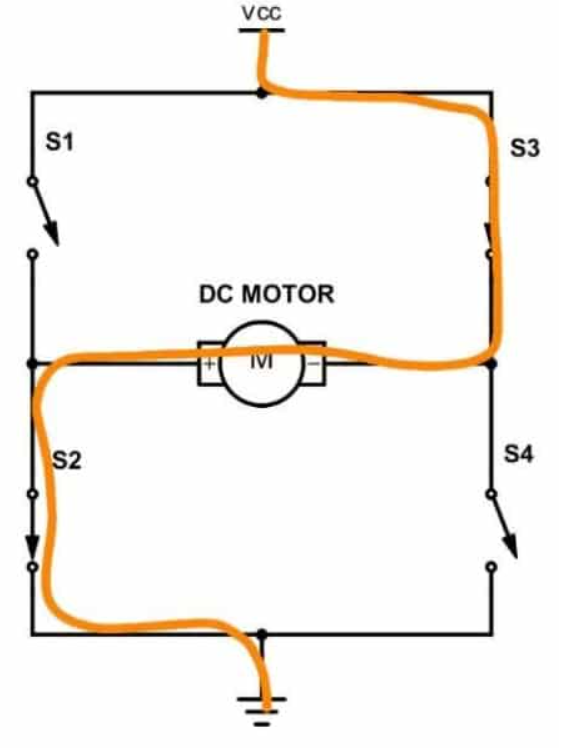 VCC
S1
S3
DC MOTOR
+ M −
S2
S4